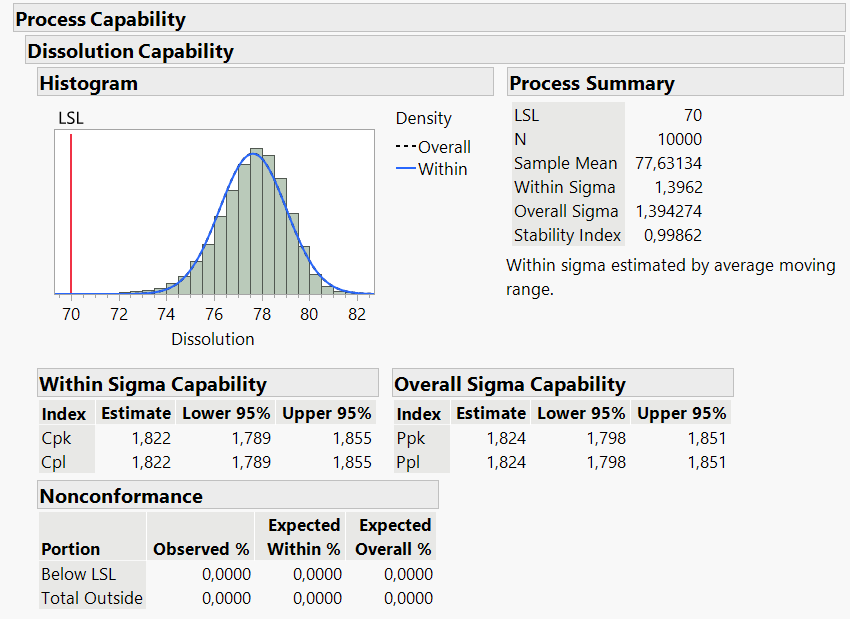 Process Capability
Dissolution Capability
Histogram
LSL
Density
Overall
Within
70 72 74 76 78 80 82
Dissolution
Process Summary
LSL 70
N 10000
Sample Mean 77,63134
Within Sigma 1,3962
Overall Sigma 1,394274
Stability Index 0,99862
Within sigma estimated by average moving
range.
Within Sigma Capability
Index Estimate Lower 95% Upper 95%
Cpk 1,822 1,789 1,855
Cpl 1,822 1,789 1,855
Overall Sigma Capability
Index Estimate Lower 95% Upper 95%
Ppk 1,824 1,798 1,851
Ppl 1,824 1,798 1,851
Nonconformance
Expected Expected
Portion Observed % Within % Overall %
Below LSL 0,0000 0,0000 0,0000
Total Outside 0,0000 0,0000 0,0000